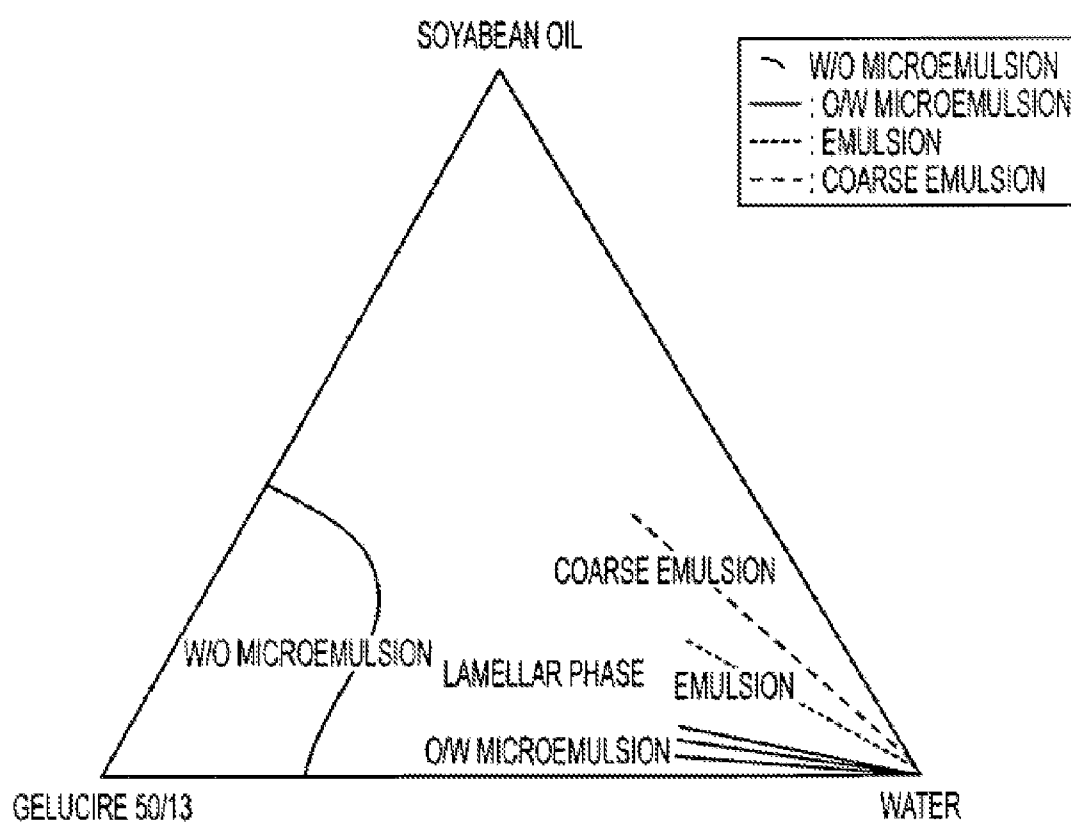 SOYABEAN OIL
W/O MICROEMULSION
: O/W MICROEMULSION
: EMULSION
: COARSE EMULSION
COARSE EMULSION
W/O MICROEMULSION
LAMELLAR PHASE
EMULSION
O/W MICROEMULSION
GELUCIRE 50/13
WATER